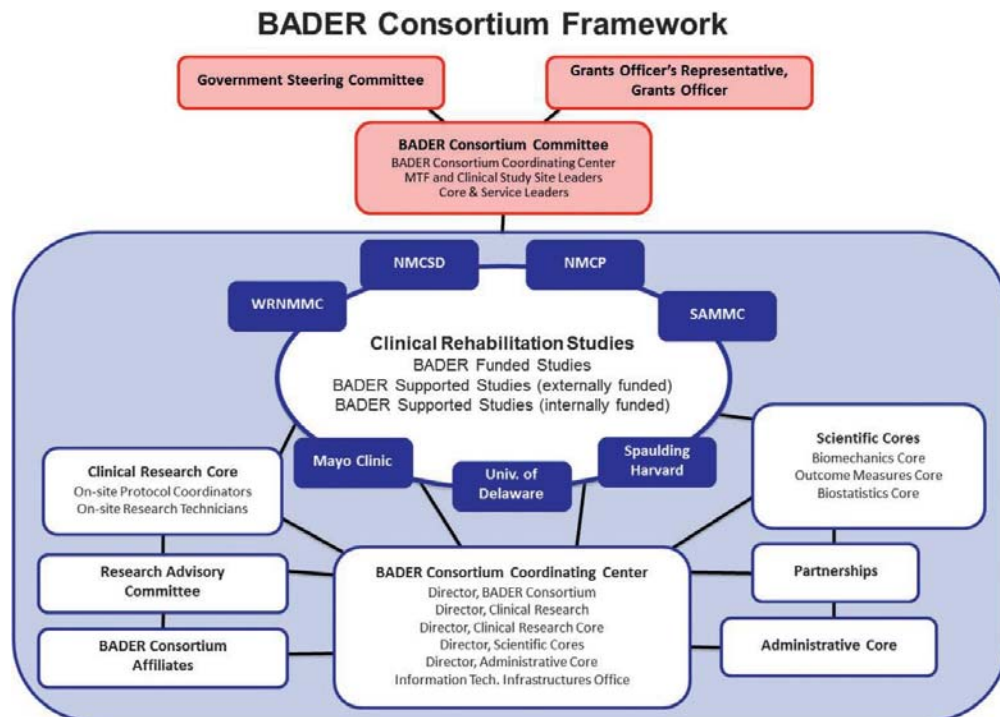 BADER Consortium Framework
Government Steering Committee
Grants Officer's Representative,
Grants Officer
BADER Consortium Committee
BADER Consortium Coordinating Center
MTF and Clinical Study Site Leaders
Core & Service Leaders
NMCSD
NMCP
WRNMMC
SAMMC
Clinical Rehabilitation Studies
BADER Funded Studies
BADER Supported Studies (externally funded)
BADER Supported Studies (internally funded)
Mayo Clinic
Univ. of
Delaware
Spaulding
Harvard
Clinical Research Core
On-site Protocol Coordinators
On-site Research Technicians
Scientific Cores
Biomechanics Core
Outcome Measures Core
Biostatistics Core
Research Advisory
Committee
BADER Consortium
Affiliates
BADER Consortium Coordinating Center
Director, BADER Consortium
Director, Clinical Research
Director, Clinical Research Core
Director, Scientific Cores
Director, Administrative Core
Information Tech. Infrastructures Office
Partnerships
Administrative Core